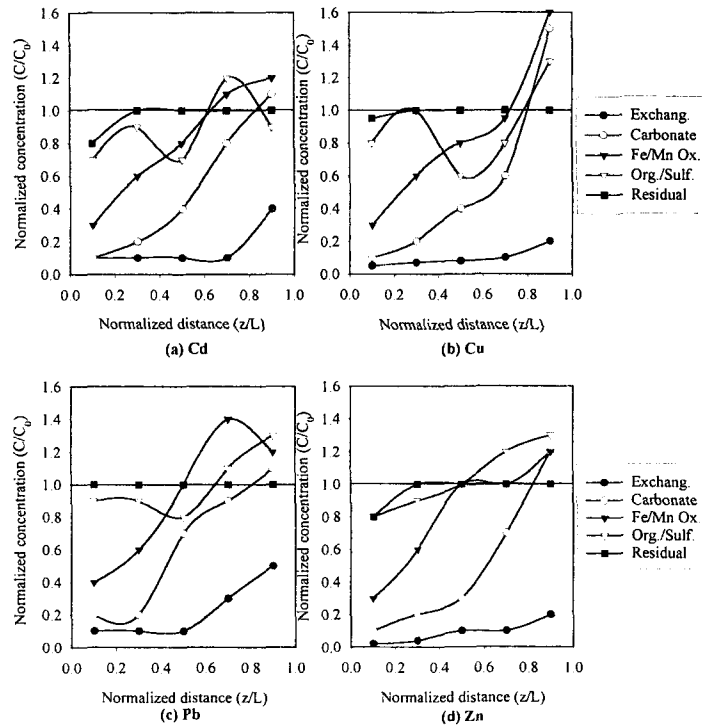 Normalized concentration (C/C0)
1.6
1.4
1.2
1.0
0.8
0.6
0.4
0.2
0.0
0.0 0.2 0.4 0.6 0.8 1.0
Normalized distance (z/L)
(a) Cd
Normalized concentration (C/C0)
1.6
1.4
1.2
1.0
0.8
0.6
0.4
0.2
0.0
0.0 0.2 0.4 0.6 0.8 1.0
Normalized distance (z/L)
(b) Cu
Exchang.
Carbonate
Fe/Mn Ox.
Org./Sulf.
Residual
Normalized concentration (C/C0)
1.6
1.4
1.2
1.0
0.8
0.6
0.4
0.2
0.0
0.0 0.2 0.4 0.6 0.8 1.0
Normalized distance (z/L)
(c) Pb
Normalized concentration (C/C0)
1.6
1.4
1.2
1.0
0.8
0.6
0.4
0.2
0.0
0.0 0.2 0.4 0.6 0.8 1.0
Normalized distance (z/L)
(d) Zn
Exchang.
Carbonate
Fe/Mn Ox.
Org./Sulf.
Residual